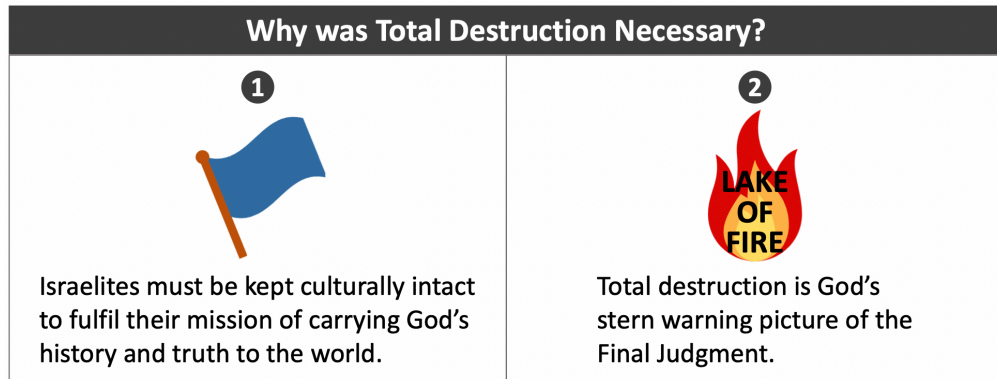 Why was Total Destruction Necessary?
1
2
LAKE
OF
FIRE
Israelites must be kept culturally intact
to fulfil their mission of carrying God's
history and truth to the world.
Total destruction is God's
stern warning picture of the
Final Judgment.